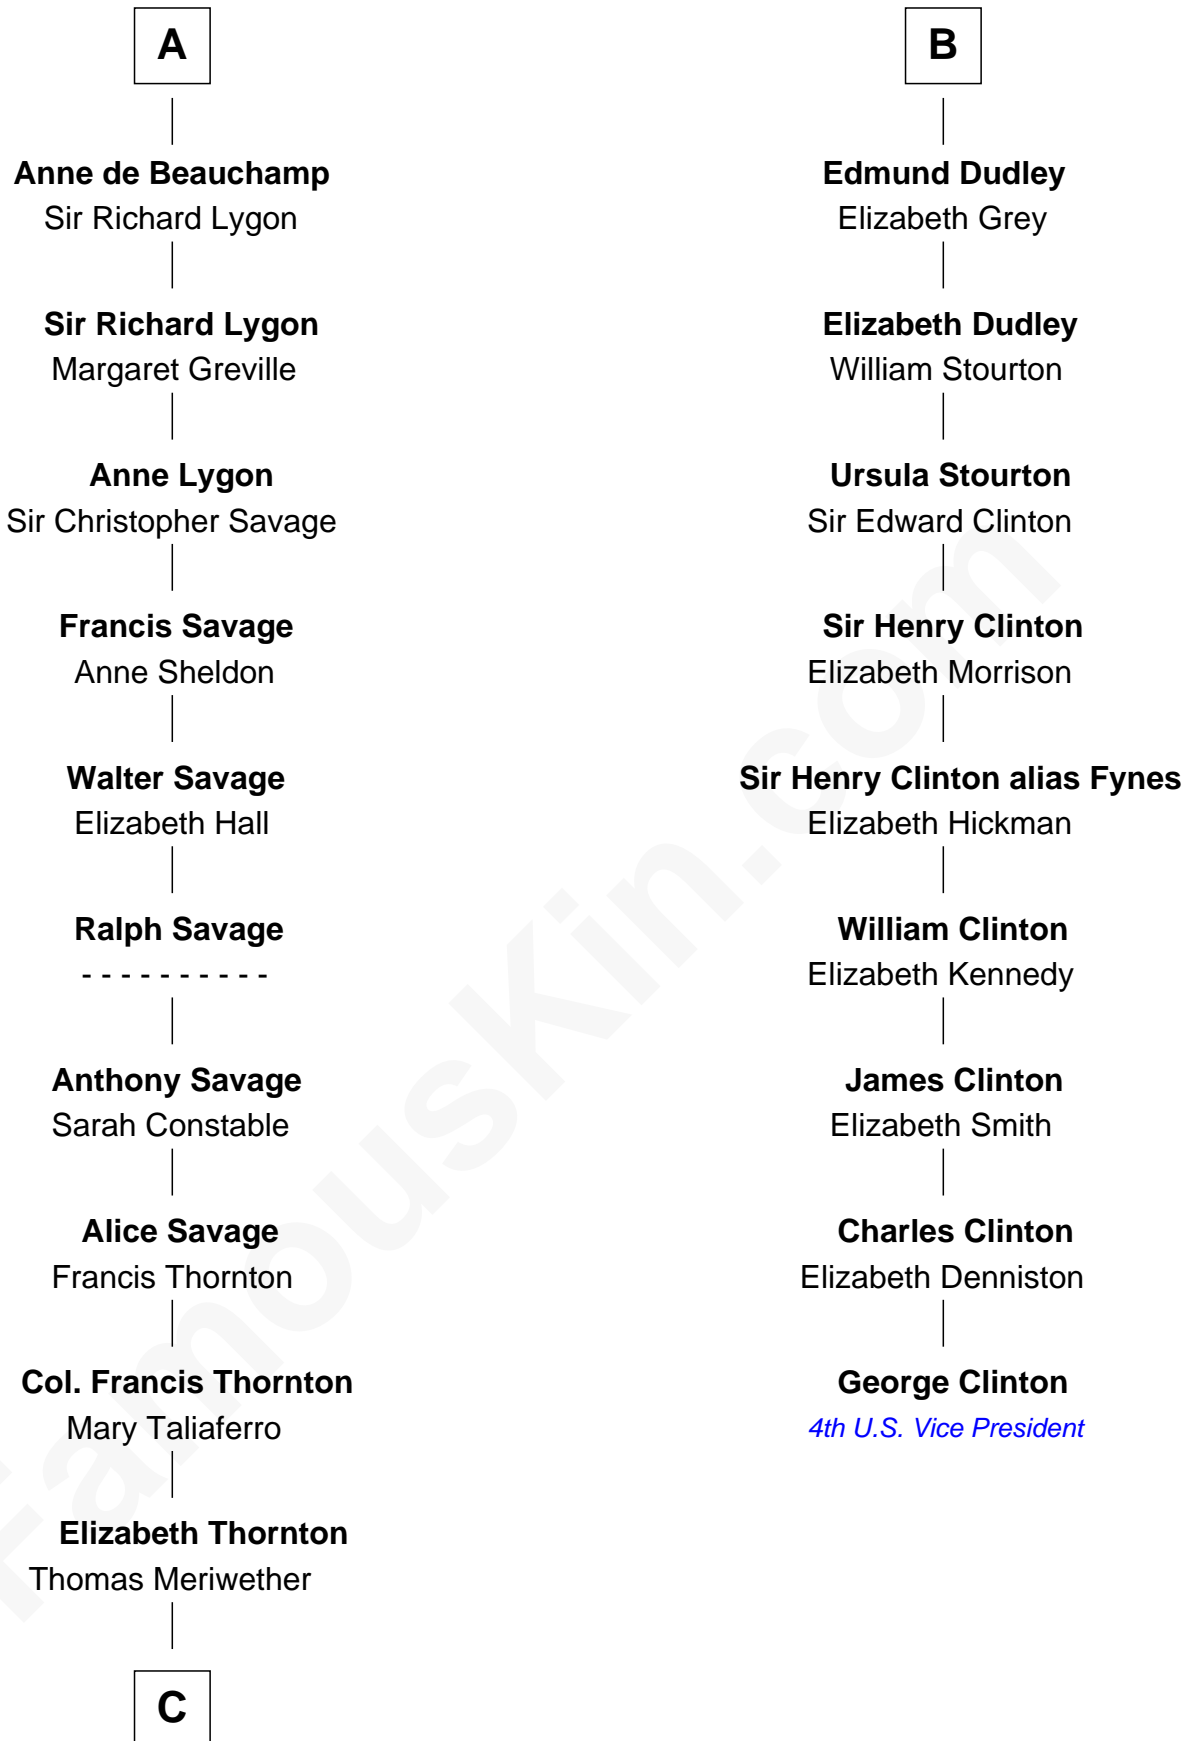 A
Anne de Beauchamp
Sir Richard Lygon
Sir Richard Lygon
Margaret Greville
Anne Lygon
Sir Christopher Savage
Francis Savage
Anne Sheldon
Walter Savage
Elizabeth Hall
Ralph Savage
- - - - - - - - - -
Anthony Savage
Sarah Constable
Alice Savage
Francis Thornton
Col. Francis Thornton
Mary Taliaferro
Elizabeth Thornton
Thomas Meriwether
C
B
Edmund Dudley
Elizabeth Grey
Elizabeth Dudley
William Stourton
Ursula Stourton
Sir Edward Clinton
Sir Henry Clinton
Elizabeth Morrison
Sir Henry Clinton alias Fynes
Elizabeth Hickman
William Clinton
Elizabeth Kennedy
James Clinton
Elizabeth Smith
Charles Clinton
Elizabeth Denniston
George Clinton
4th U.S. Vice President
FamousKin.com